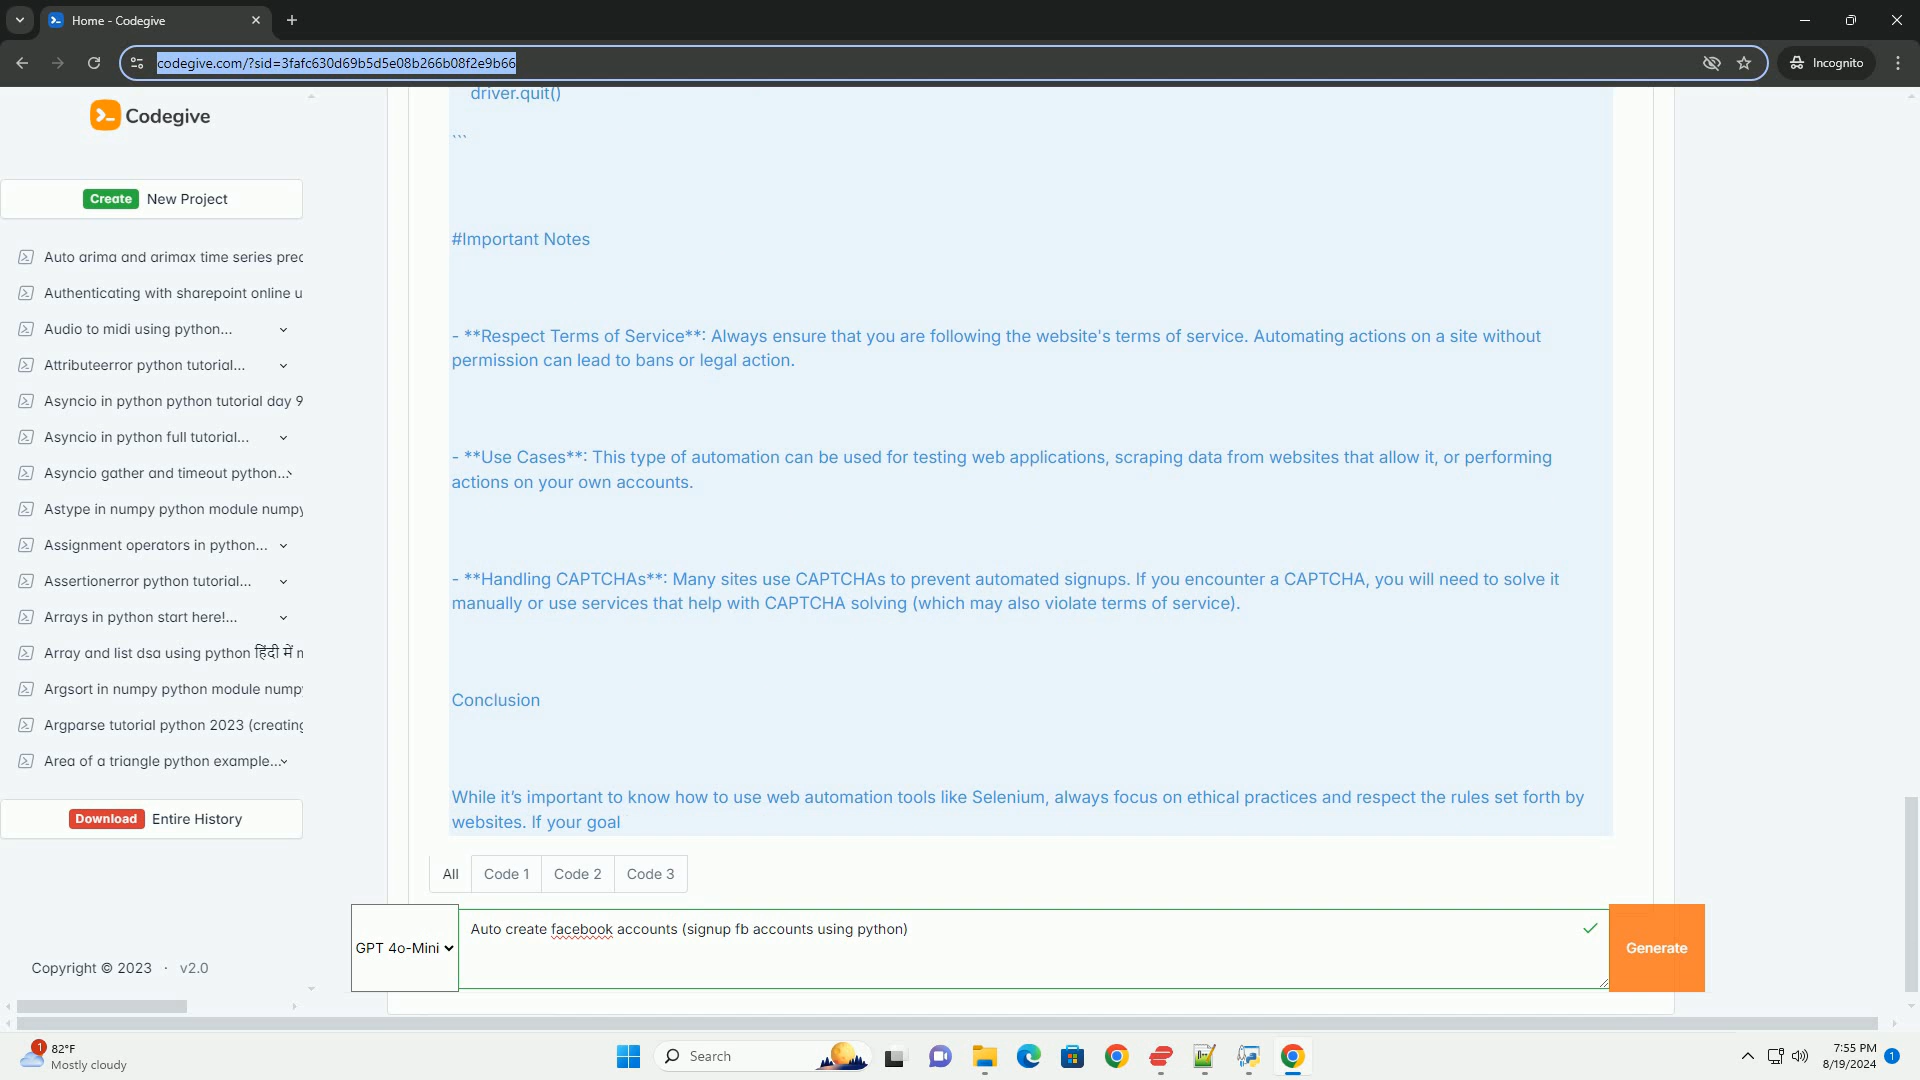 Home - Codegive
codegive.com/?sid=3fafc630d69b5d5e08b266b08f2e9b66
Incognito
Codegive
Create New Project
Auto arima and arimax time series prec
Authenticating with sharepoint online u
Audio to midi using python...
Attributeerror python tutorial...
Asyncio in python python tutorial day 9
Asyncio in python full tutorial...
Asyncio gather and timeout python...
Astype in numpy python module numpy
Assignment operators in python...
Assertionerror python tutorial...
Arrays in python start here!...
Array and list dsa using python हिंदी में n
Argsort in numpy python module numpy
Argparse tutorial python 2023 (creating
Area of a triangle python example...
Download Entire History
Copyright © 2023 · v2.0
driver.quit()
```
#Important Notes
- **Respect Terms of Service**: Always ensure that you are following the website's terms of service. Automating actions on a site without
permission can lead to bans or legal action.
- **Use Cases**: This type of automation can be used for testing web applications, scraping data from websites that allow it, or performing
actions on your own accounts.
- **Handling CAPTCHAs**: Many sites use CAPTCHAs to prevent automated signups. If you encounter a CAPTCHA, you will need to solve it
manually or use services that help with CAPTCHA solving (which may also violate terms of service).
Conclusion
While it’s important to know how to use web automation tools like Selenium, always focus on ethical practices and respect the rules set forth by
websites. If your goal
All Code 1 Code 2 Code 3
GPT 4o-Mini
Auto create facebook accounts (signup fb accounts using python)
Generate
1
82°F
Mostly cloudy
Search
7:55 PM
8/19/2024
1